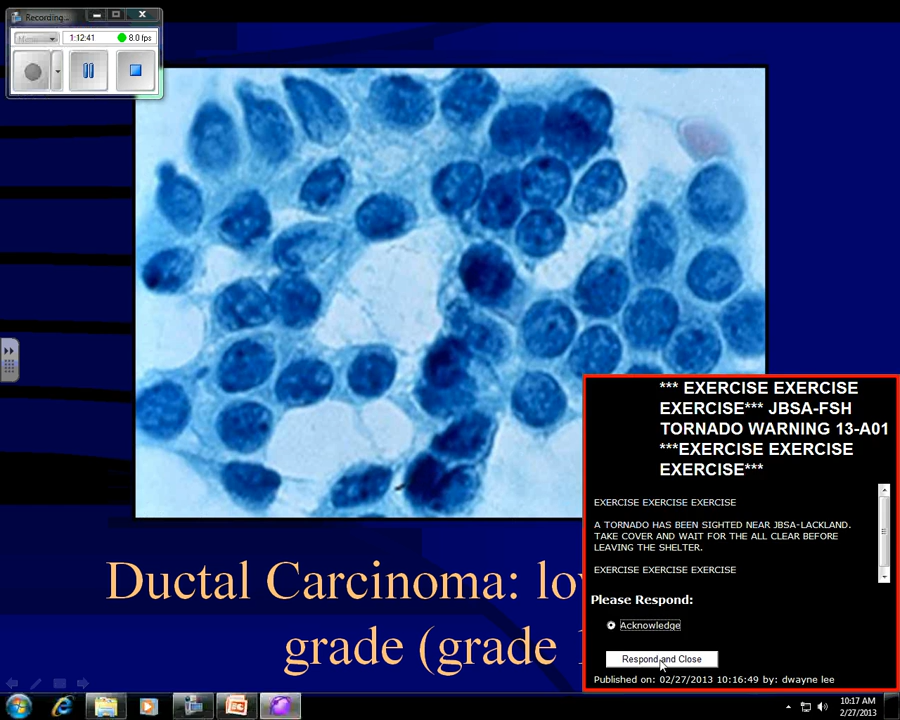 Recording...
Menu
1:12:41
8.0 fps
*** EXERCISE EXERCISE
EXERCISE*** JBSA-FSH
TORNADO WARNING 13-A01
***EXERCISE EXERCISE
EXERCISE***
EXERCISE EXERCISE EXERCISE
A TORNADO HAS BEEN SIGHTED NEAR JBSA-LACKLAND.
TAKE COVER AND WAIT FOR THE ALL CLEAR BEFORE
LEAVING THE SHELTER.
EXERCISE EXERCISE EXERCISE
Please Respond:
Acknowledge
Respond and Close
Published on: 02/27/2013 10:16:49 by: dwayne lee
Ductal Carcinoma: lo
grade (grade
10:17 AM
2/27/2013